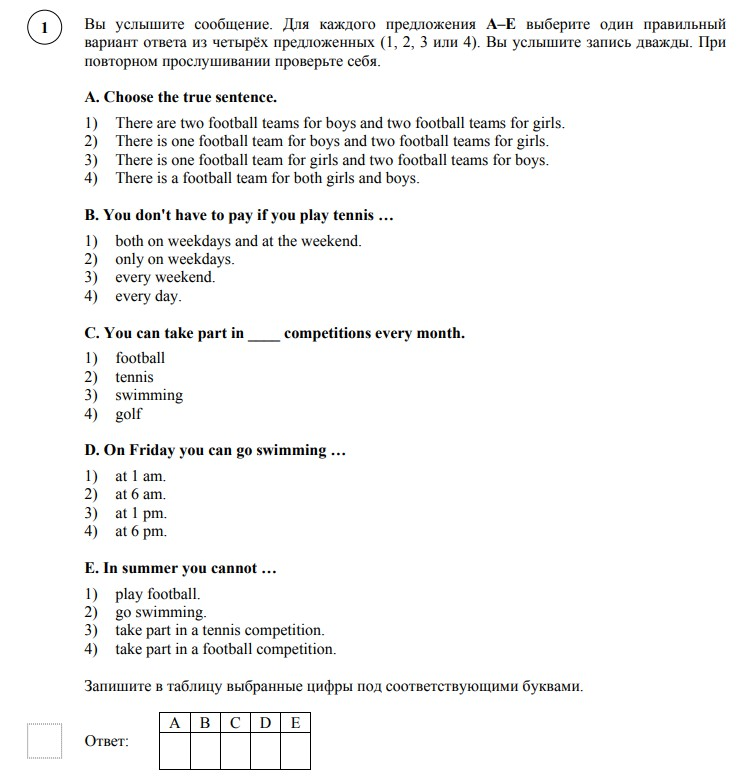 1
Вы услышите сообщение. Для каждого предложения A–E выберите один правильный
вариант ответа из четырёх предложенных (1, 2, 3 или 4). Вы услышите запись дважды. При
повторном прослушивании проверьте себя.
A. Choose the true sentence.
1) There are two football teams for boys and two football teams for girls.
2) There is one football team for boys and two football teams for girls.
3) There is one football team for girls and two football teams for boys.
4) There is a football team for both girls and boys.
B. You don't have to pay if you play tennis …
1) both on weekdays and at the weekend.
2) only on weekdays.
3) every weekend.
4) every day.
C. You can take part in ____ competitions every month.
1) football
2) tennis
3) swimming
4) golf
D. On Friday you can go swimming …
1) at 1 am.
2) at 6 am.
3) at 1 pm.
4) at 6 pm.
E. In summer you cannot …
1) play football.
2) go swimming.
3) take part in a tennis competition.
4) take part in a football competition.
Запишите в таблицу выбранные цифры под соответствующими буквами.
A B C D E
Ответ: